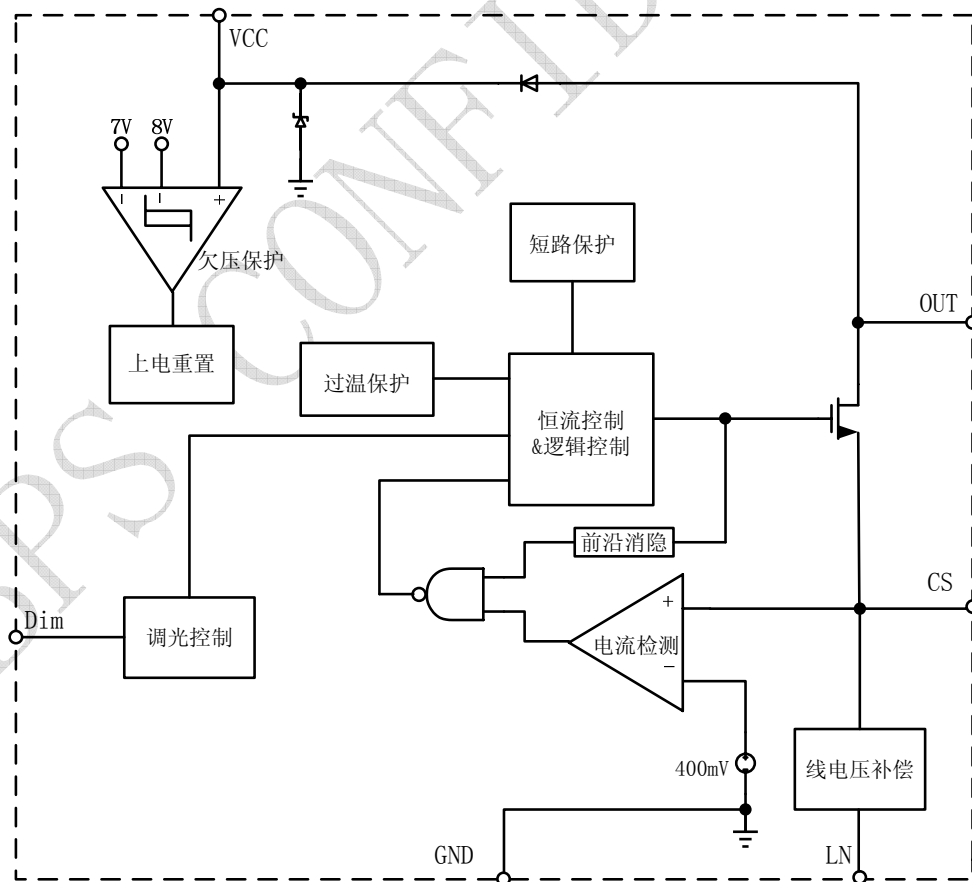 VCC
7V 8V
欠压保护
短路保护
OUT
上电重置
过温保护
恒流控制
&逻辑控制
前沿消隐
CS
Dim
调光控制
+
电流检测
-
400mV
线电压补偿
GND
LN
BPS CONFID